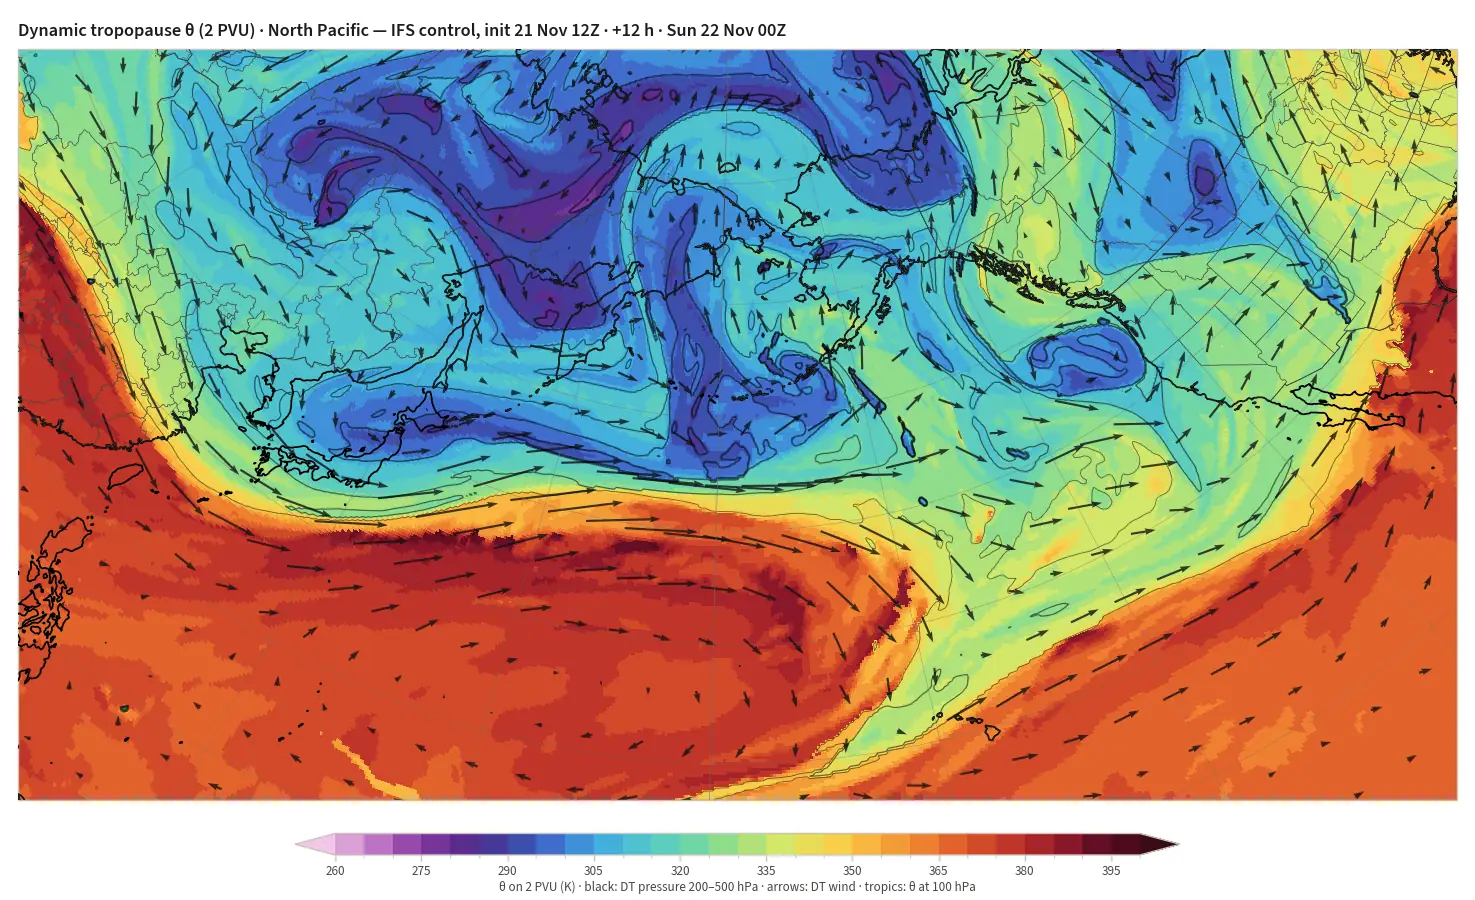 Dynamic tropopause θ (2 PVU) · North Pacific — IFS control, init 21 Nov 12Z · +12 h · Sun 22 Nov 00Z
260 275 290 305 320 335 350 365 380 395
θ on 2 PVU (K) · black: DT pressure 200–500 hPa · arrows: DT wind · tropics: θ at 100 hPa